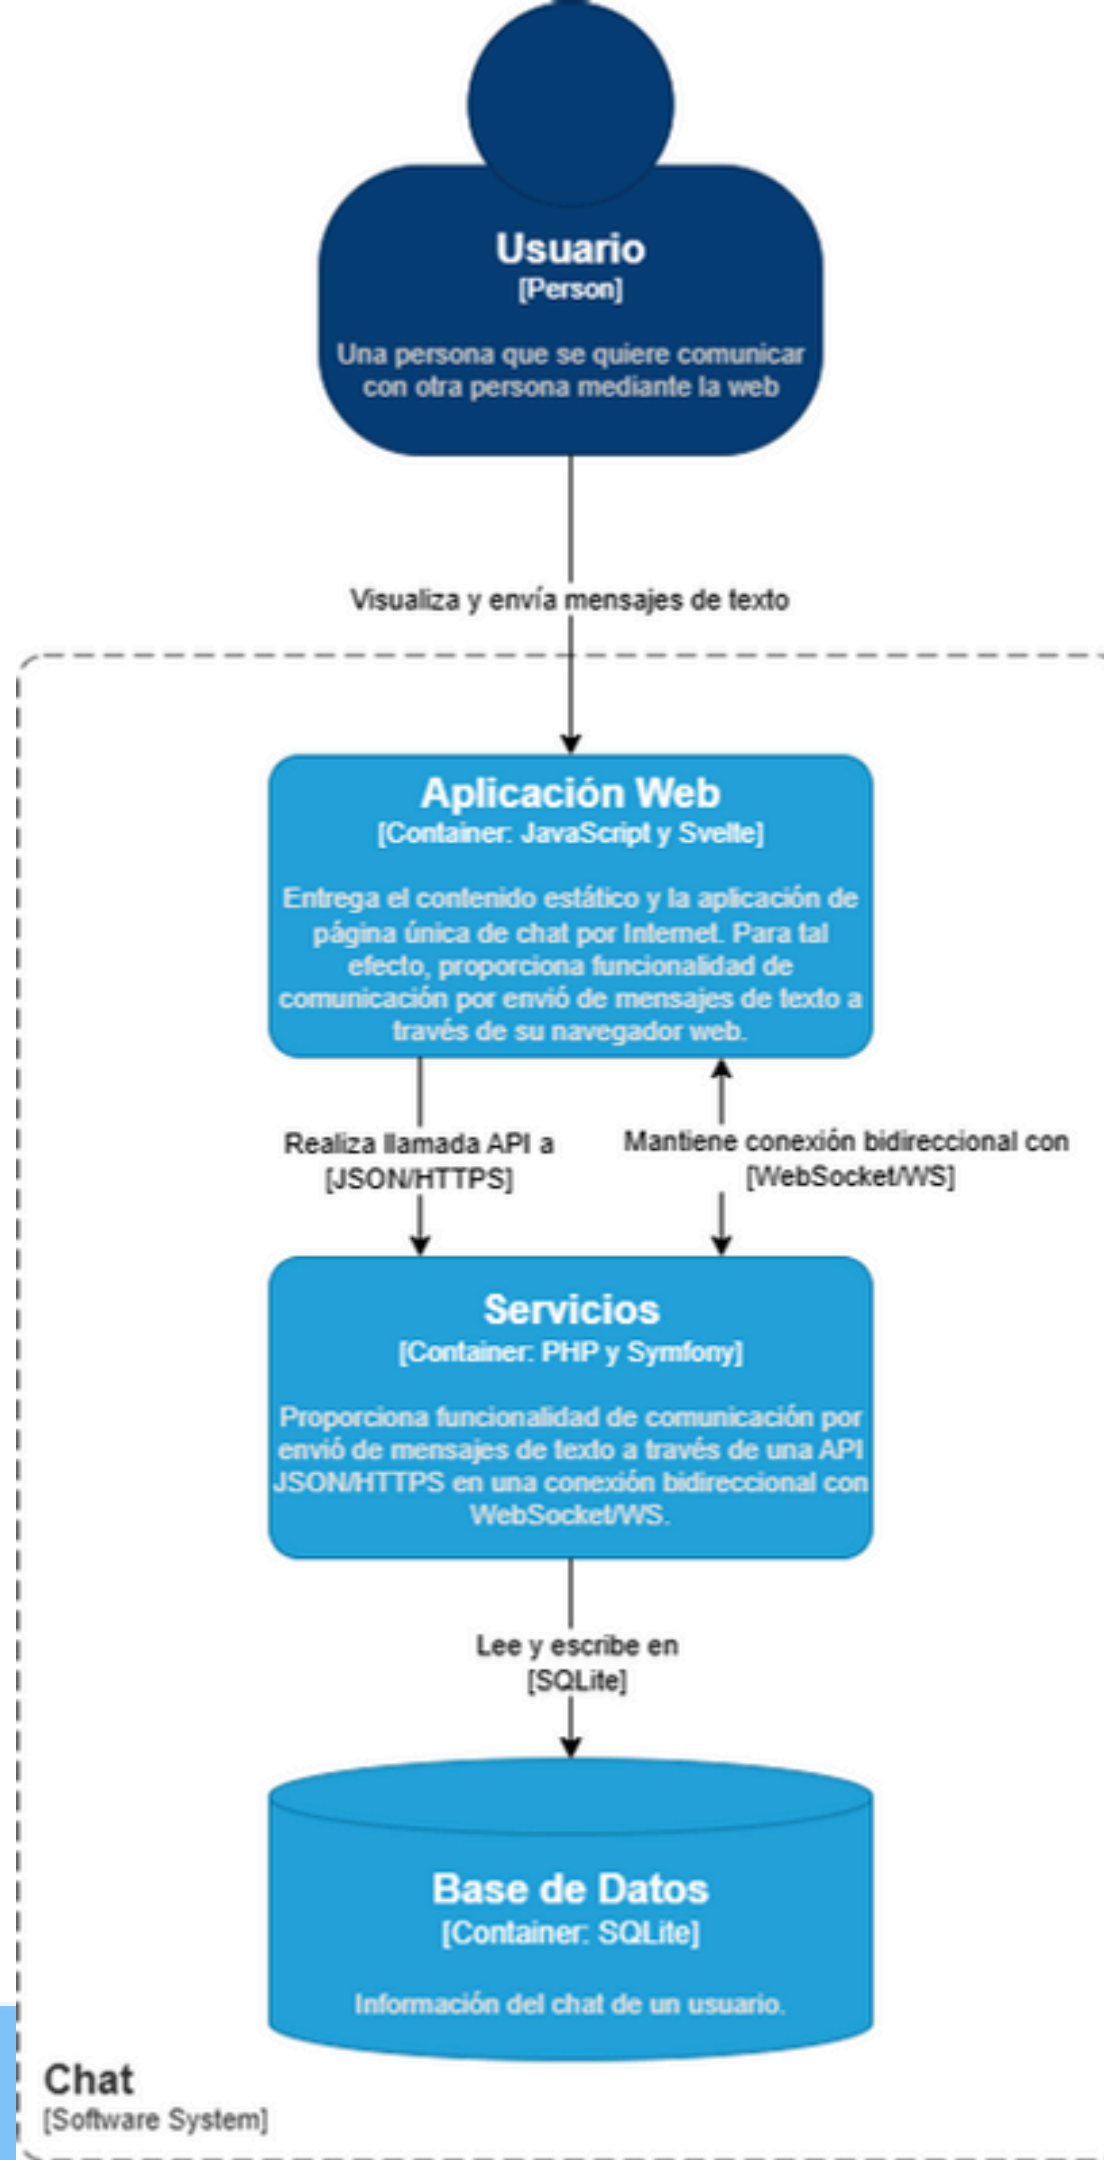 Usuario
[Person]
Una persona que se quiere comunicar
con otra persona mediante la web
Visualiza y envía mensajes de texto
Aplicación Web
[Container: JavaScript y Svelte]
Entrega el contenido estático y la aplicación de
página única de chat por Internet. Para tal
efecto, proporciona funcionalidad de
comunicación por envió de mensajes de texto a
través de su navegador web.
Realiza llamada API a
[JSON/HTTPS]
Mantiene conexión bidireccional con
[WebSocket/WS]
Servicios
[Container: PHP y Symfony]
Proporciona funcionalidad de comunicación por
envió de mensajes de texto a través de una API
JSON/HTTPS en una conexión bidireccional con
WebSocket/WS.
Lee y escribe en
[SQLite]
Base de Datos
[Container: SQLite]
Información del chat de un usuario.
Chat
[Software System]